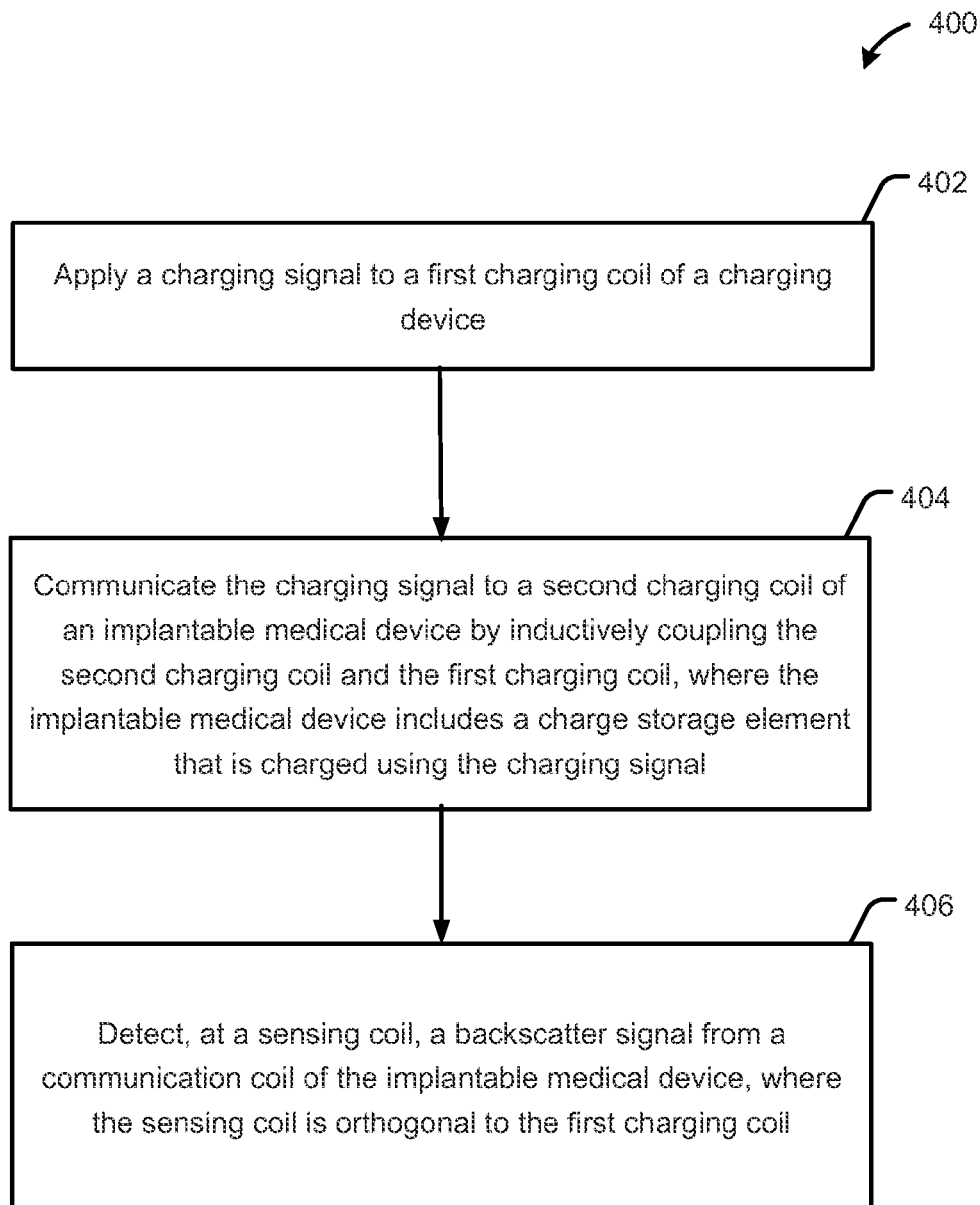 400
402
Apply a charging signal to a first charging coil of a charging
device
404
Communicate the charging signal to a second charging coil of
an implantable medical device by inductively coupling the
second charging coil and the first charging coil, where the
implantable medical device includes a charge storage element
that is charged using the charging signal
406
Detect, at a sensing coil, a backscatter signal from a
communication coil of the implantable medical device, where
the sensing coil is orthogonal to the first charging coil